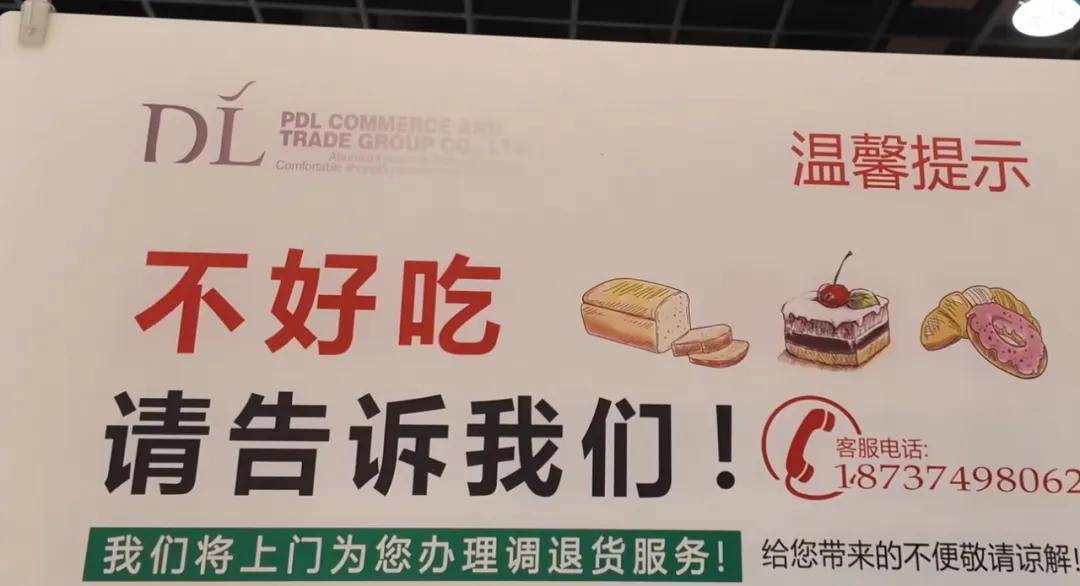 DL
PDL COMMERCE AND
TRADE GROUP CO., LTD
Comfortable shopping
温馨提示
不好吃
请告诉我们！
客服电话:
18737498062
我们将上门为您办理调退货服务!
给您带来的不便敬请谅解!